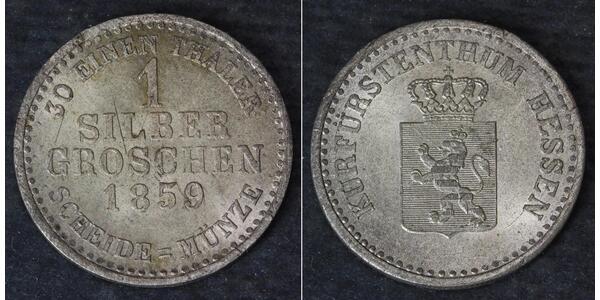 30 EINEN THALER
1
SILBER
GROSCHEN
1859
SCHEIDE = MÜNZE
KURFÜRSTENTHUM HESSEN